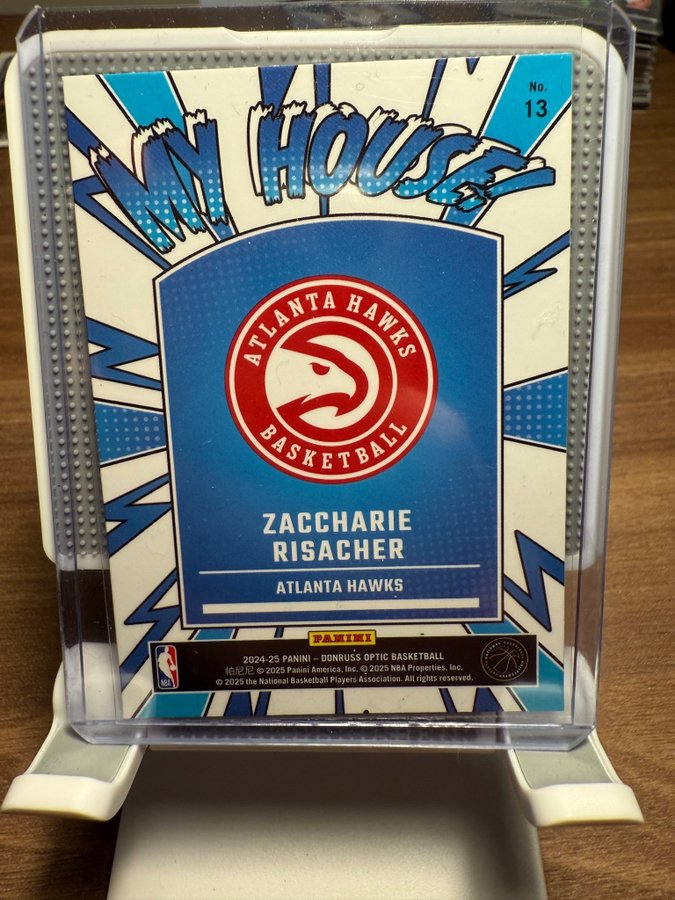 No.
13
MY HOUSE!
ATLANTA HAWKS
BASKETBALL
ZACCHARIE
RISACHER
ATLANTA HAWKS
PANINI
2024-25 PANINI – DONRUSS OPTIC BASKETBALL
帕尼尼 © 2025 Panini America, Inc. © 2025 NBA Properties, Inc.
© 2025 the National Basketball Players Association. All rights reserved.
NBA